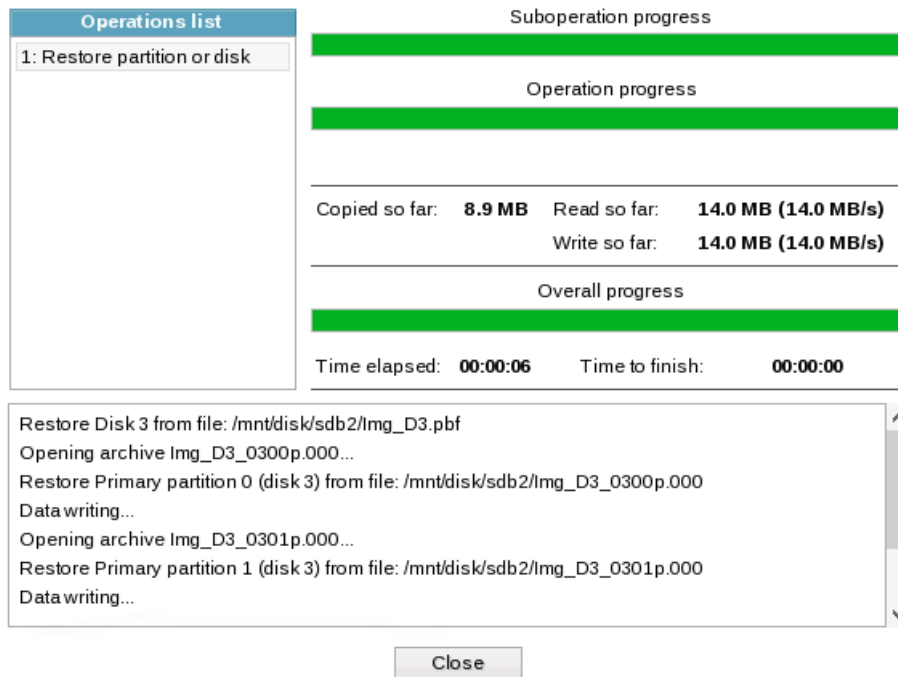 Operations list
1: Restore partition or disk
Suboperation progress
Operation progress
Copied so far: 8.9 MB Read so far: 14.0 MB (14.0 MB/s)
Write so far: 14.0 MB (14.0 MB/s)
Overall progress
Time elapsed: 00:00:06 Time to finish: 00:00:00
Restore Disk 3 from file: /mnt/disk/sdb2/Img_D3.pbf
Opening archive Img_D3_0300p.000...
Restore Primary partition 0 (disk 3) from file: /mnt/disk/sdb2/Img_D3_0300p.000
Data writing...
Opening archive Img_D3_0301p.000...
Restore Primary partition 1 (disk 3) from file: /mnt/disk/sdb2/Img_D3_0301p.000
Data writing...
Close